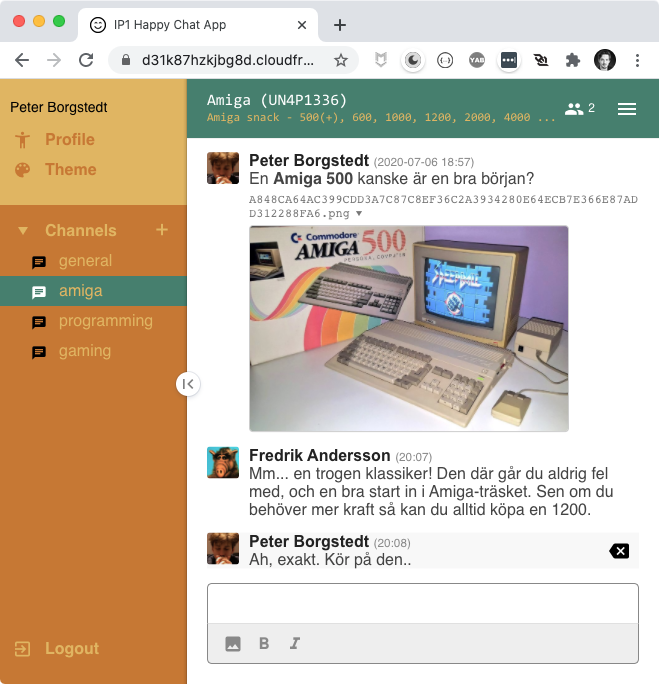 IP1 Happy Chat App
d31k87hzkjbg8d.cloudfr...
YAB
Peter Borgstedt
Profile
Theme
Channels
general
amiga
programming
gaming
Logout
Amiga (UN4P1336)
Amiga snack - 500(+), 600, 1000, 1200, 2000, 4000 ...
2
Peter Borgstedt (2020-07-06 18:57)
En Amiga 500 kanske är en bra början?
A848CA64AC399CDD3A7C87C8EF36C2A3934280E64ECB7E366E87AD
D312288FA6.png ▼
Commodore
AMIGA 500
PERSONAL COMPUTER
Fredrik Andersson (20:07)
Mm... en trogen klassiker! Den där går du aldrig fel
med, och en bra start in i Amiga-träsket. Sen om du
behöver mer kraft så kan du alltid köpa en 1200.
Peter Borgstedt (20:08)
Ah, exakt. Kör på den..
B
I